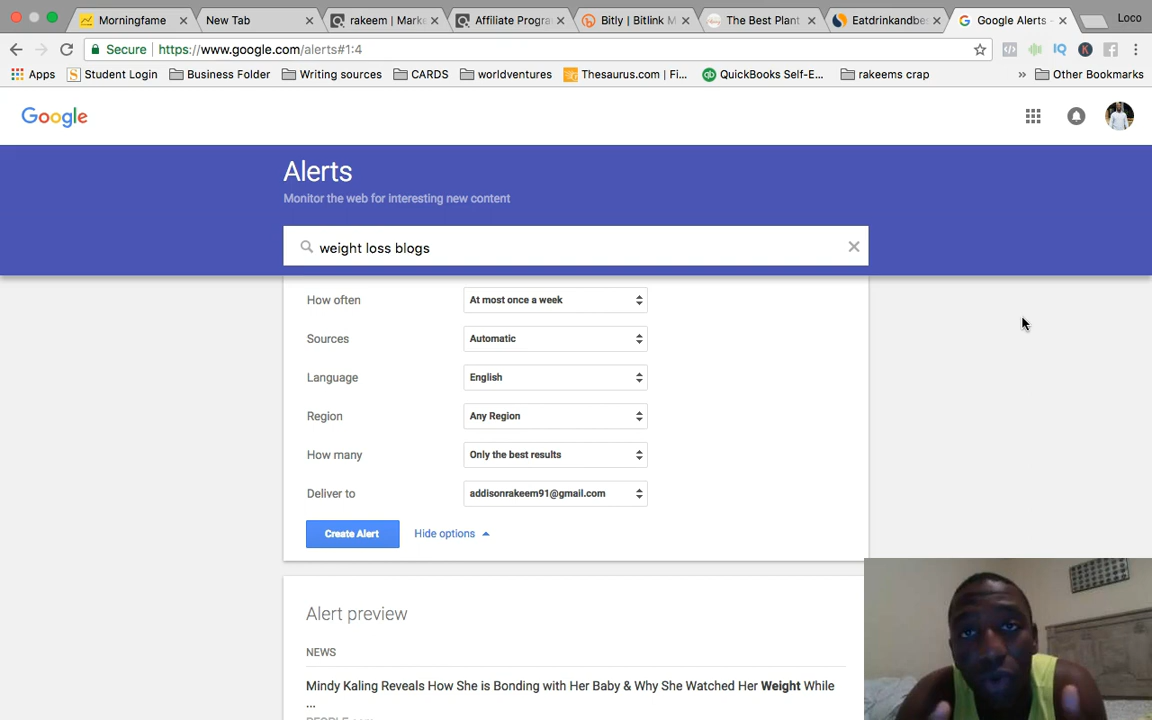 Morningfame
New Tab
rakeem | Marke
Affiliate Progra
Bitly | Bitlink M
The Best Plant
Eatdrinkandbe
Google Alerts -
Loco
Secure
https://www.google.com/alerts#1:4
Apps
Student Login
Business Folder
Writing sources
CARDS
worldventures
Thesaurus.com | Fi...
QuickBooks Self-E...
rakeems crap
»
Other Bookmarks
Google
Alerts
Monitor the web for interesting new content
weight loss blogs
How often
At most once a week
Sources
Automatic
Language
English
Region
Any Region
How many
Only the best results
Deliver to
addisonrakeem91@gmail.com
Create Alert
Hide options
Alert preview
NEWS
Mindy Kaling Reveals How She is Bonding with Her Baby & Why She Watched Her Weight While
...
PEOPLE.com